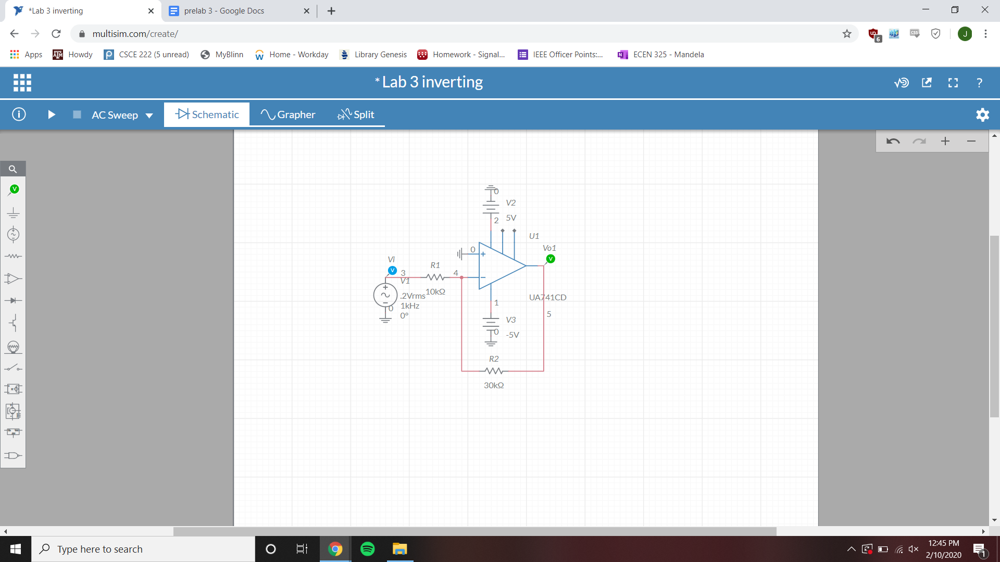 *Lab 3 inverting
prelab 3 - Google Docs
multisim.com/create/
6
CSS
J
Apps
Howdy
CSCE 222 (5 unread)
MyBlinn
Home - Workday
Library Genesis
Homework - Signal...
IEEE Officer Points:...
ECEN 325 - Mandela
*Lab 3 inverting
?
AC Sweep
Schematic
Grapher
Split
V
0
V2
2
5V
U1
0
Vo1
V
Vi
V
3
R1
4
V1
10kΩ
.2Vrms
1kHz
0
0°
1
UA741CD
5
V3
0
-5V
R2
30kΩ
Type here to search
12:45 PM
2/10/2020
1